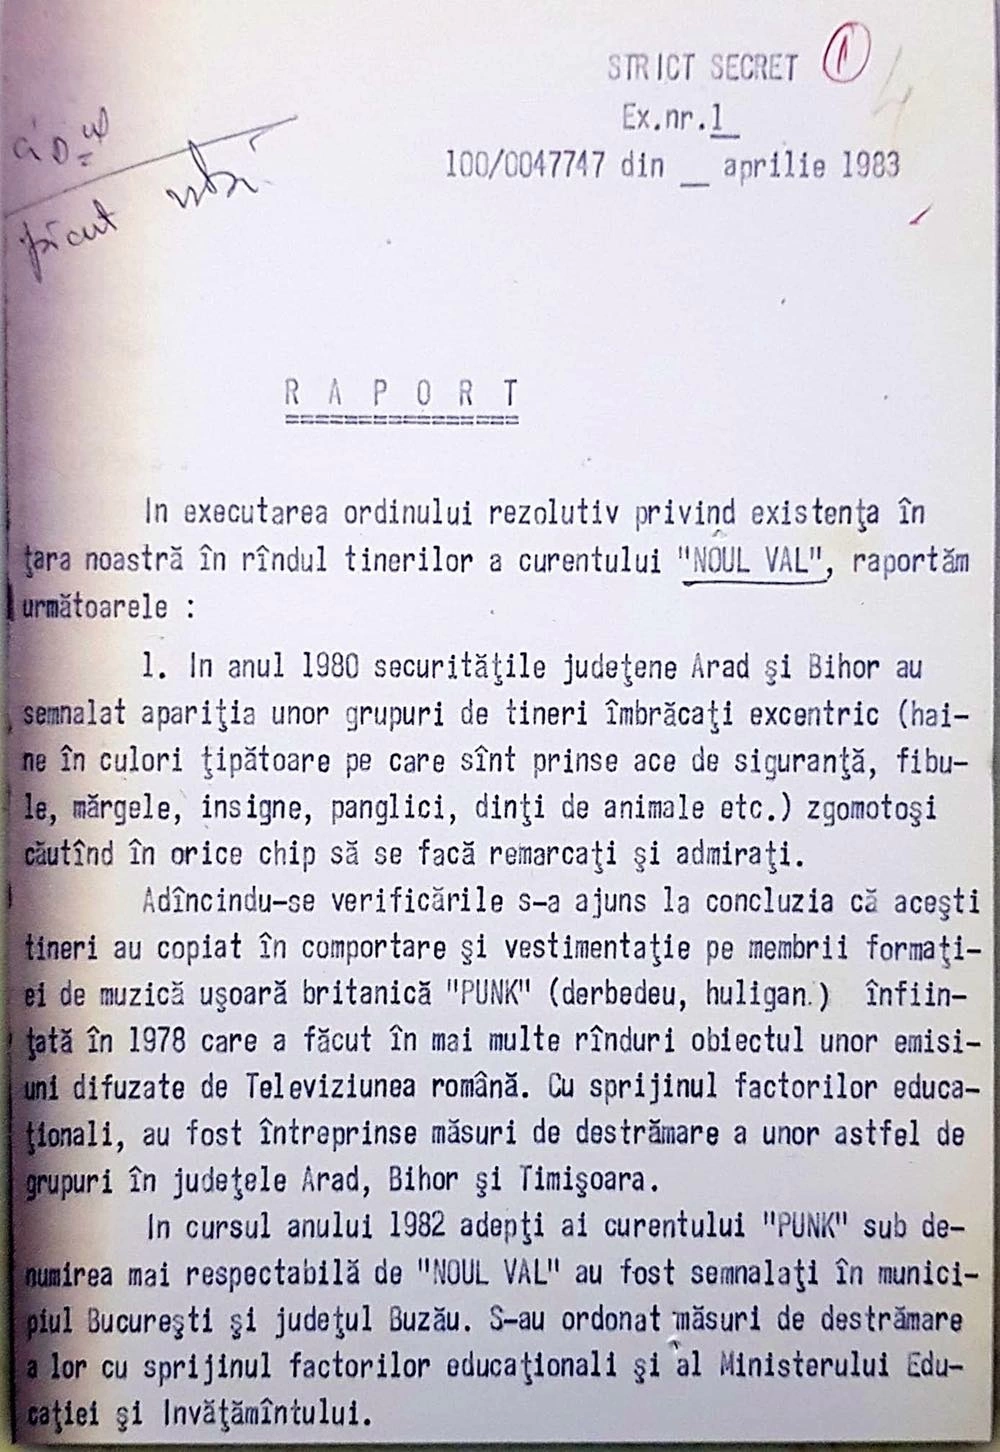 STRICT SECRET 1
Ex.nr.1
100/0047747 din _ aprilie 1983
făcut
R A P O R T
In executarea ordinului rezolutiv privind existenţa în
ţara noastră în rîndul tinerilor a curentului "NOUL VAL", raportăm
următoarele :
1. In anul 1980 securităţile judeţene Arad şi Bihor au
semnalat apariţia unor grupuri de tineri îmbrăcaţi excentric (hai-
ne în culori ţipătoare pe care sînt prinse ace de siguranţă, fibu-
le, mărgele, insigne, panglici, dinţi de animale etc.) zgomotoşi
căutînd în orice chip să se facă remarcaţi şi admiraţi.
Adîncindu-se verificările s-a ajuns la concluzia că aceşti
tineri au copiat în comportare şi vestimentaţie pe membrii formaţi-
ei de muzică uşoară britanică "PUNK" (derbedeu, huligan.) înfiin-
ţată în 1978 care a făcut în mai multe rînduri obiectul unor emisi-
uni difuzate de Televiziunea română. Cu sprijinul factorilor educa-
ţionali, au fost întreprinse măsuri de destrămare a unor astfel de
grupuri în judeţele Arad, Bihor şi Timişoara.
In cursul anului 1982 adepţi ai curentului "PUNK" sub de-
numirea mai respectabilă de "NOUL VAL" au fost semnalaţi în munici-
piul Bucureşti şi judeţul Buzău. S-au ordonat măsuri de destrămare
a lor cu sprijinul factorilor educaţionali şi al Ministerului Edu-
caţiei şi Invăţămîntului.